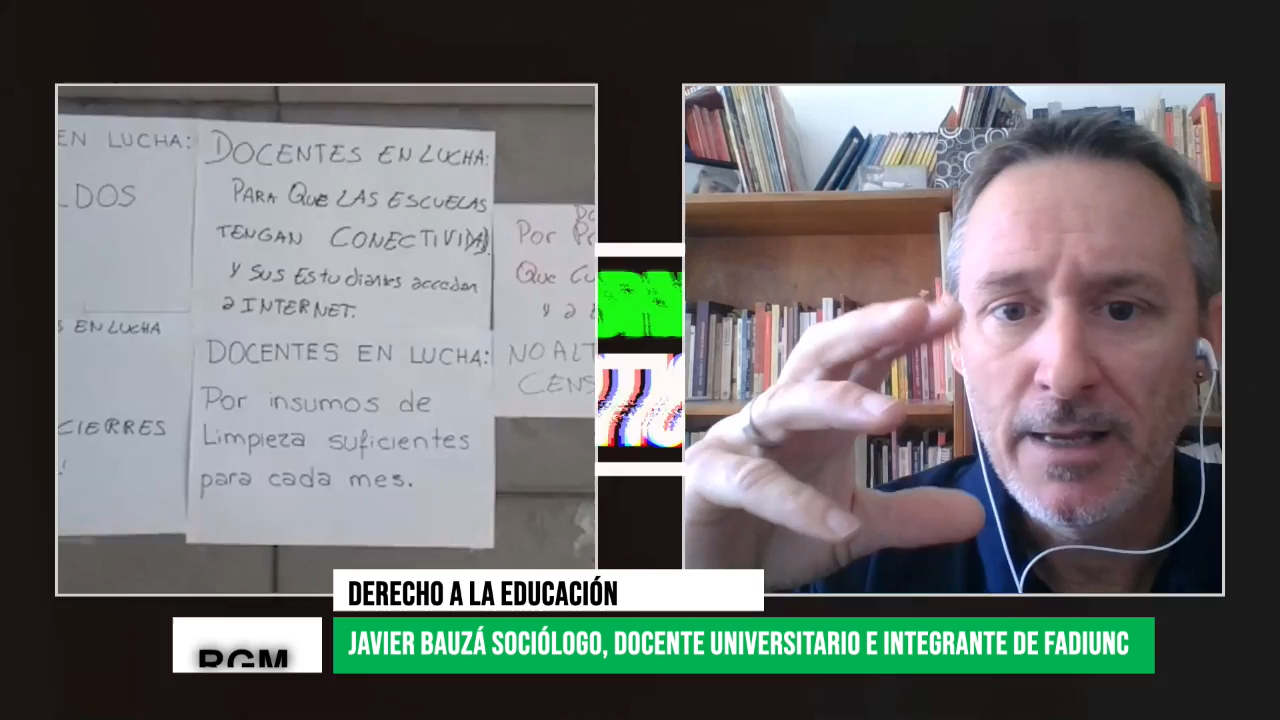 EN LUCHA:
LDOS
S EN LUCHA
CIERRES
DOCENTES EN LUCHA:
PARA QUE LAS ESCUELAS
TENGAN CONECTIVIDAD
y sus Estudiantes accedan
a INTERNET.
DOCENTES EN LUCHA:
Por insumos de
Limpieza suficientes
para cada mes.
Por
Que
y a
NO AL
CENS
DERECHO A LA EDUCACIÓN
RGM
JAVIER BAUZÁ SOCIÓLOGO, DOCENTE UNIVERSITARIO E INTEGRANTE DE FADIUNC